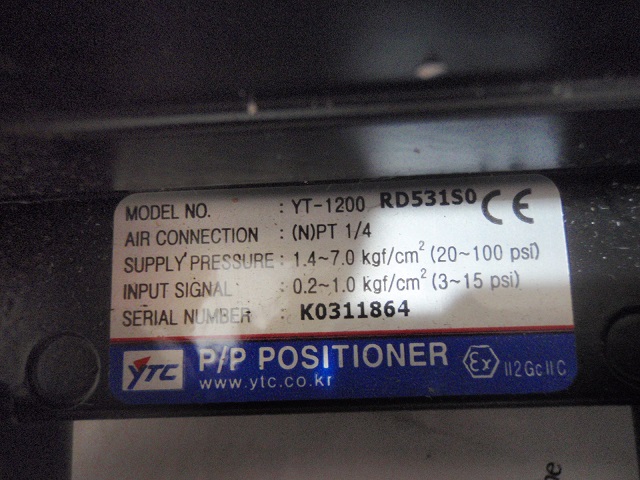 MODEL NO. : YT-1200 RD531S0 CE
AIR CONNECTION : (N)PT 1/4
SUPPLY PRESSURE : 1.4~7.0 kgf/cm² (20~100 psi)
INPUT SIGNAL : 0.2~1.0 kgf/cm² (3~15 psi)
SERIAL NUMBER : K0311864
YTC P/P POSITIONER Ex II2GcIIC
www.ytc.co.kr